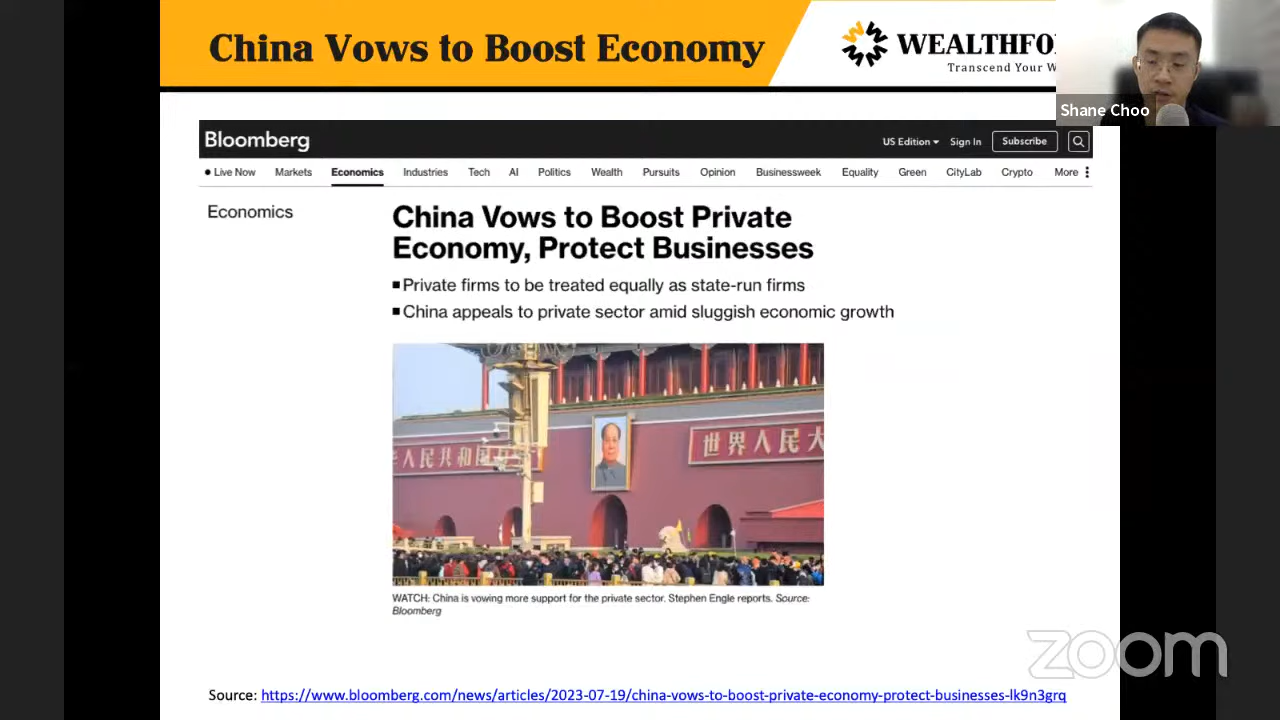 China Vows to Boost Economy
WEALTHFO
Transcend Your W
Shane Choo
Bloomberg
US Edition
Sign In
Subscribe
Live Now
Markets
Economics
Industries
Tech
AI
Politics
Wealth
Pursuits
Opinion
Businessweek
Equality
Green
CityLab
Crypto
More
Economics
China Vows to Boost Private
Economy, Protect Businesses
Private firms to be treated equally as state-run firms
China appeals to private sector amid sluggish economic growth
华人民共和国
世界人民大
WATCH: China is vowing more support for the private sector. Stephen Engle reports. Source:
Bloomberg
zoom
Source: https://www.bloomberg.com/news/articles/2023-07-19/china-vows-to-boost-private-economy-protect-businesses-lk9n3grq